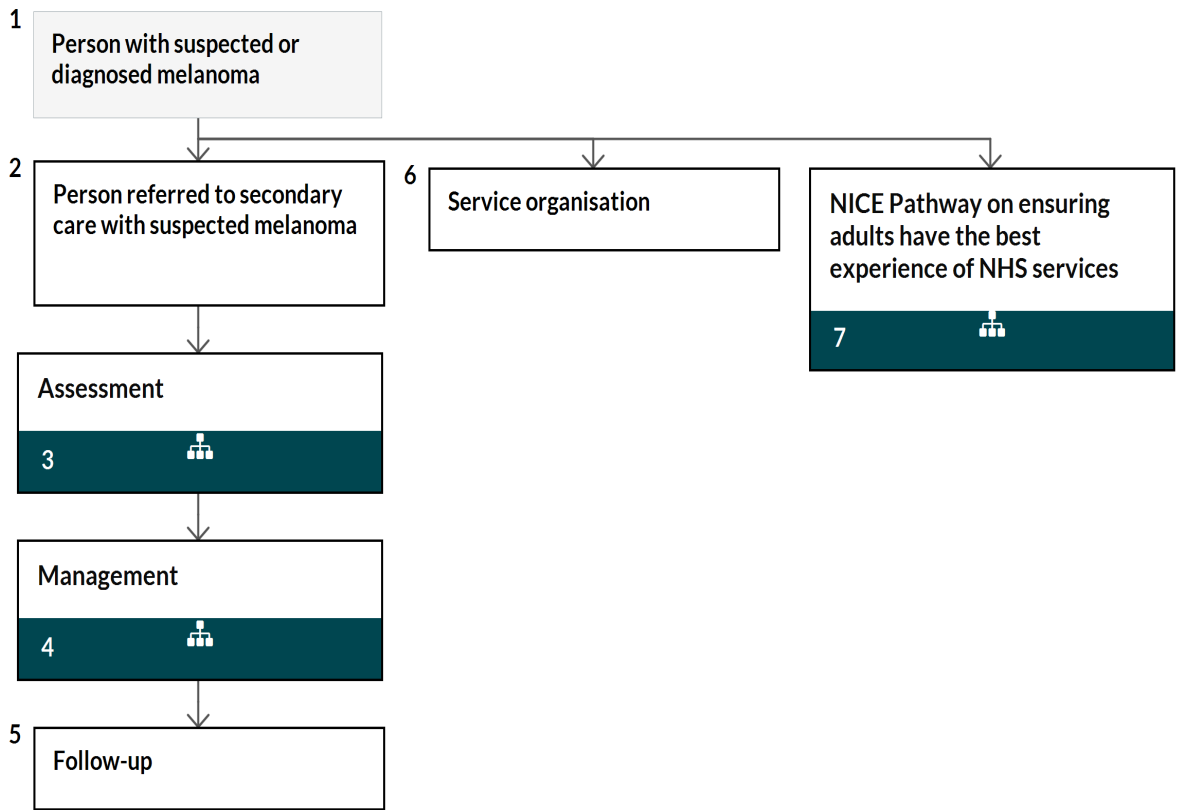 1
Person with suspected or
diagnosed melanoma
2
Person referred to secondary
care with suspected melanoma
6
Service organisation
NICE Pathway on ensuring
adults have the best
experience of NHS services
7
Assessment
3
Management
4
5
Follow-up